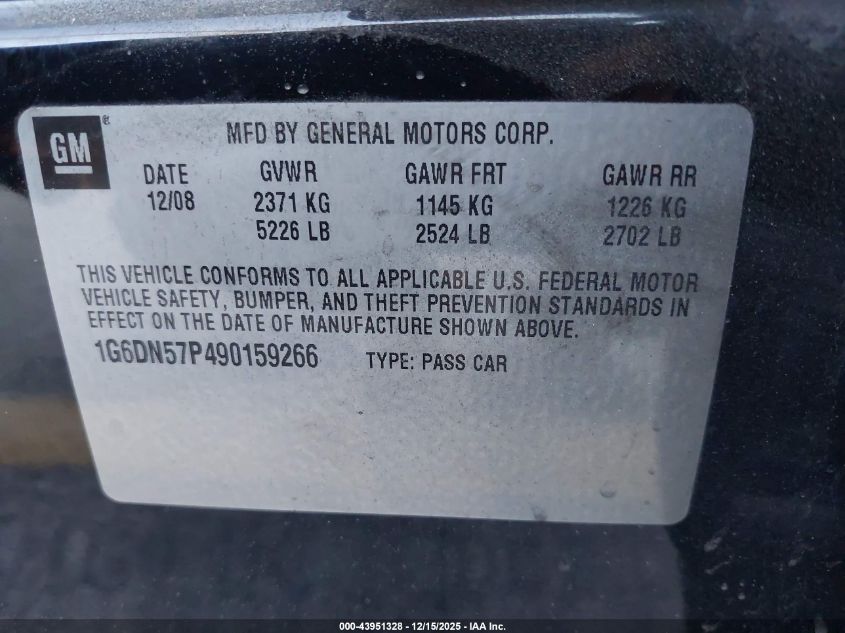 GM®
MFD BY GENERAL MOTORS CORP.
DATE GVWR GAWR FRT GAWR RR
12/08 2371 KG 1145 KG 1226 KG
5226 LB 2524 LB 2702 LB
THIS VEHICLE CONFORMS TO ALL APPLICABLE U.S. FEDERAL MOTOR
VEHICLE SAFETY, BUMPER, AND THEFT PREVENTION STANDARDS IN
EFFECT ON THE DATE OF MANUFACTURE SHOWN ABOVE.
1G6DN57P490159266 TYPE: PASS CAR
000-43951328 - 12/15/2025 - IAA Inc.